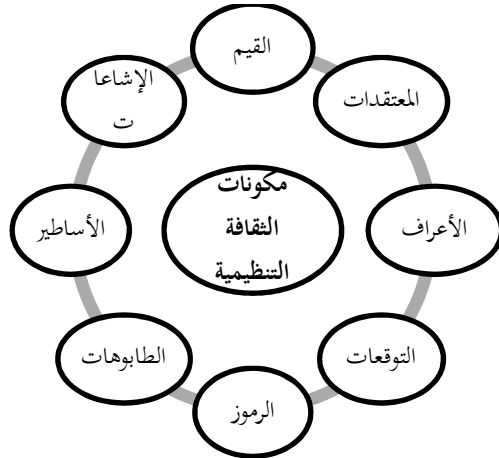 القيم
المعتقدات
الأعراف
التوقعات
الرموز
الطابوهات
الأساطير
الإشاعا
ت
مكونات
الثقافة
التنظيمية